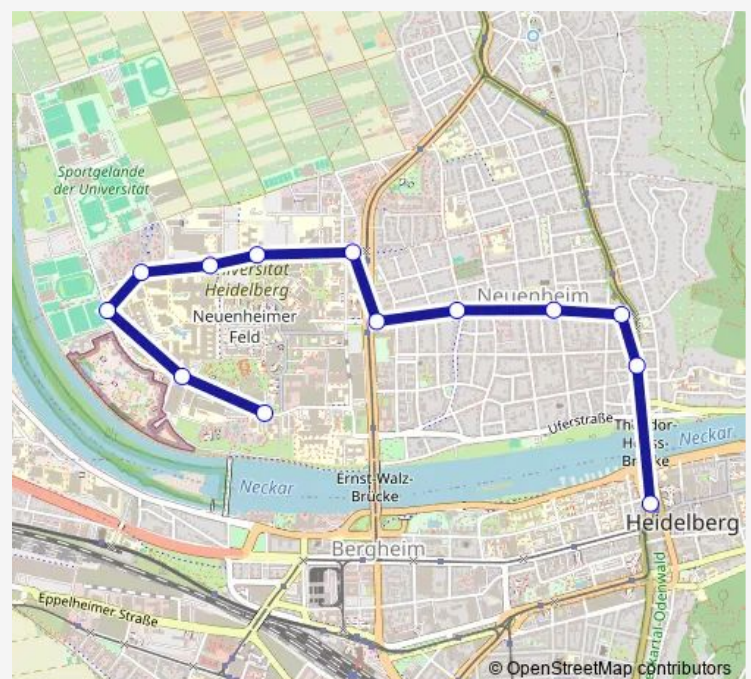 Sportgelände
der Universität
Universität
Heidelberg
Neuenheimer
Feld
Neuenheim
Uferstraße
Theodor-
Heuss-
Brücke
Neckar
Neckar
Ernst-Walz-
Brücke
Heidelberg
Bergheim
Eppelheimer Straße
© OpenStreetMap contributors